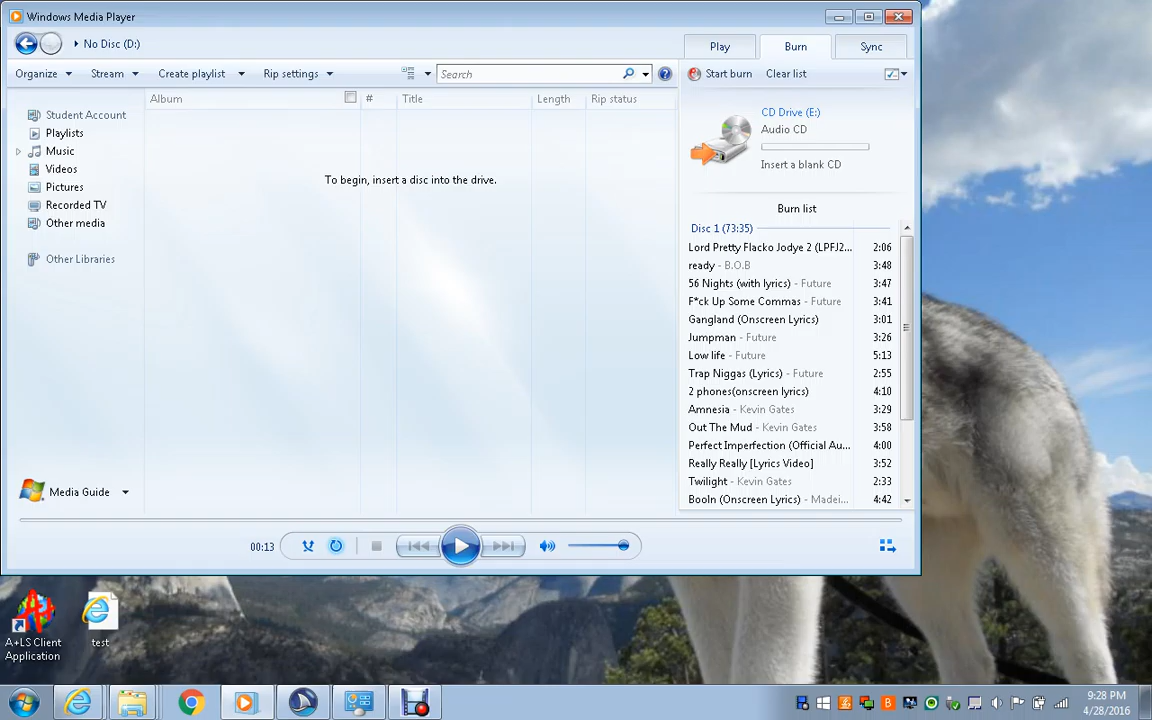 Windows Media Player
No Disc (D:)
Play
Burn
Sync
Organize
Stream
Create playlist
Rip settings
Search
Start burn
Clear list
Album
#
Title
Length
Rip status
Student Account
Playlists
Music
Videos
Pictures
Recorded TV
Other media
Other Libraries
To begin, insert a disc into the drive.
CD Drive (E:)
Audio CD
Insert a blank CD
Burn list
Disc 1 (73:35)
Lord Pretty Flacko Jodye 2 (LPFJ2... 2:06
ready - B.O.B 3:48
56 Nights (with lyrics) - Future 3:47
F*ck Up Some Commas - Future 3:41
Gangland (Onscreen Lyrics) 3:01
Jumpman - Future 3:26
Low life - Future 5:13
Trap Niggas (Lyrics) - Future 2:55
2 phones(onscreen lyrics) 4:10
Amnesia - Kevin Gates 3:29
Out The Mud - Kevin Gates 3:58
Perfect Imperfection (Official Au... 4:00
Really Really [Lyrics Video] 3:52
Twilight - Kevin Gates 2:33
Booln (Onscreen Lyrics) - Madei... 4:42
Media Guide
00:13
A+LS Client
Application
test
9:28 PM
4/28/2016